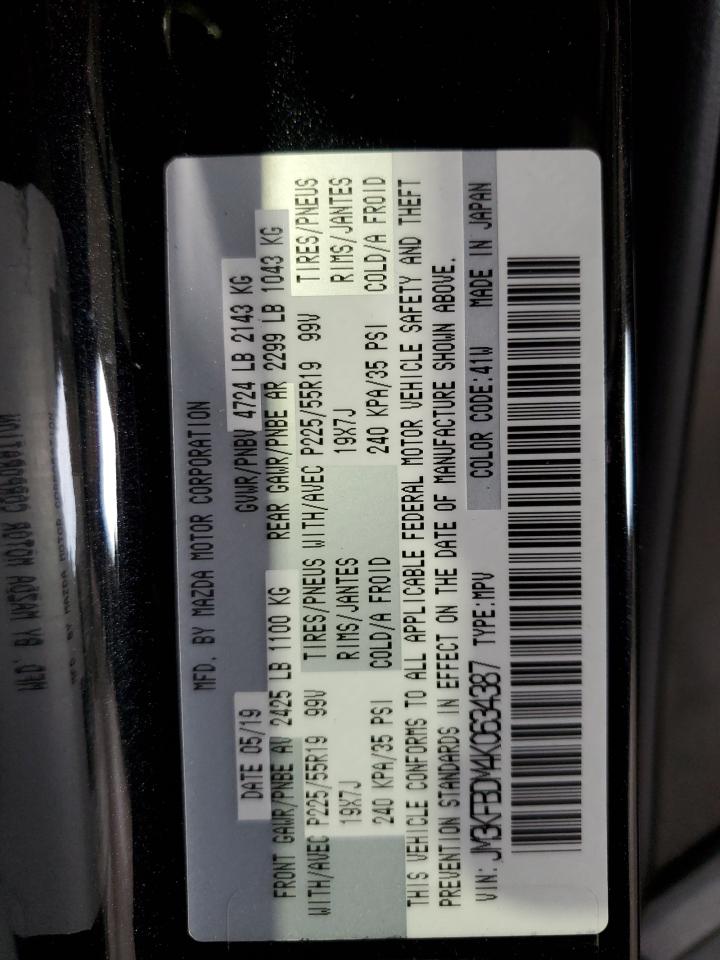 MFD. BY MAZDA MOTOR CORPORATION
DATE 05/19 GVWR/PNBV 4724 LB 2143 KG
FRONT GAWR/PNBE AV 2425 LB 1100 KG REAR GAWR/PNBE AR 2299 LB 1043 KG
WITH/AVEC P225/55R19 99V TIRES/PNEUS WITH/AVEC P225/55R19 99V TIRES/PNEUS
19X7J RIMS/JANTES 19X7J RIMS/JANTES
240 KPA/35 PSI COLD/A FROID 240 KPA/35 PSI COLD/A FROID
THIS VEHICLE CONFORMS TO ALL APPLICABLE FEDERAL MOTOR VEHICLE SAFETY AND THEFT
PREVENTION STANDARDS IN EFFECT ON THE DATE OF MANUFACTURE SHOWN ABOVE.
VIN: JM3KFBDM4K0634387 TYPE:MPV COLOR CODE:41W MADE IN JAPAN